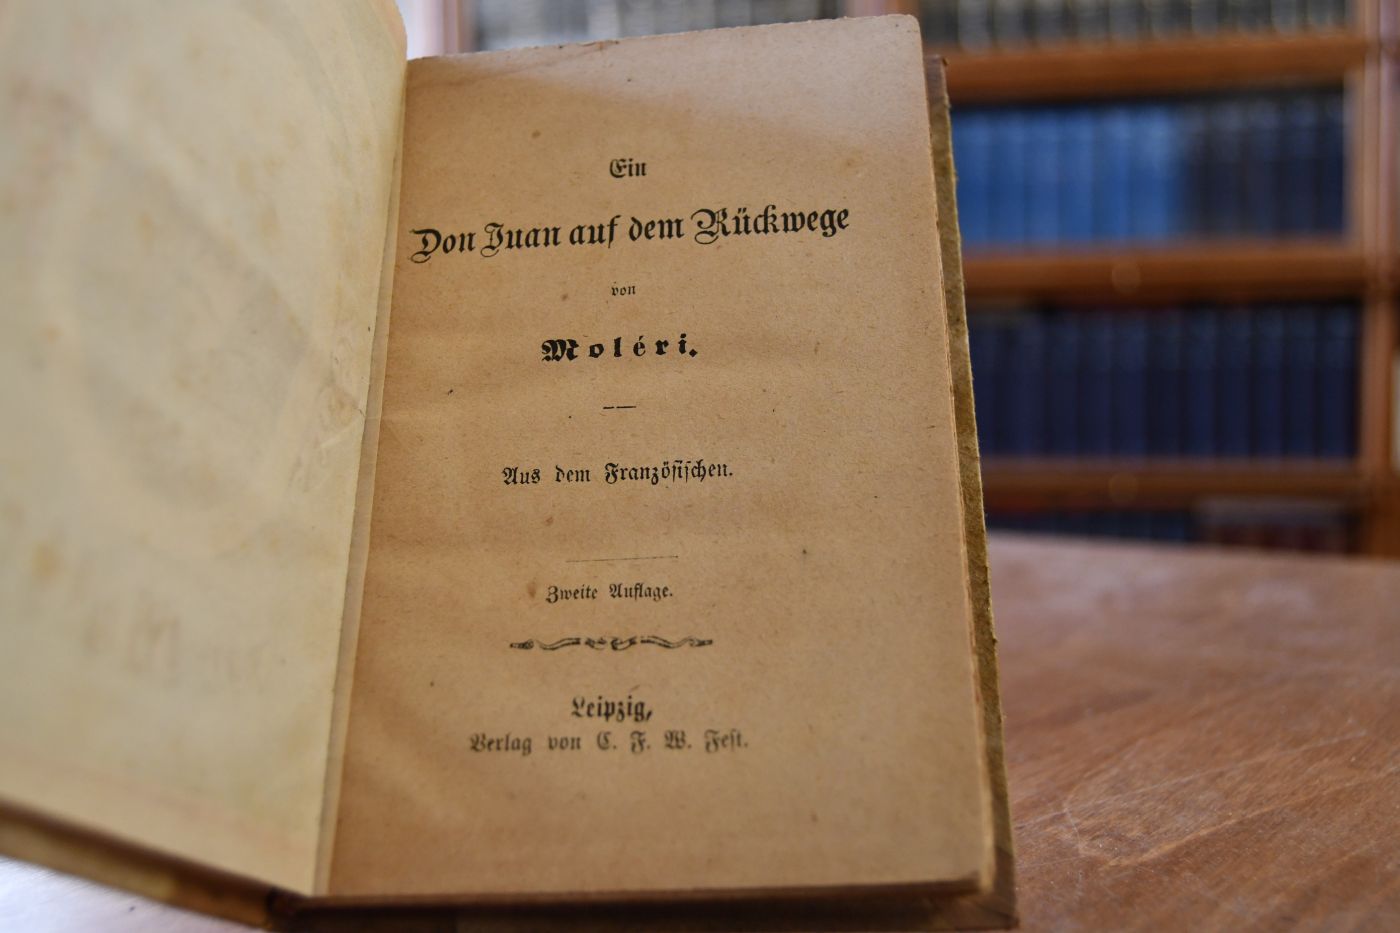 Ein
Don Juan auf dem Rückwege
von
Moléri.
Aus dem Französischen.
Zweite Auflage.
Leipzig,
Verlag von C. F. W. Fest.